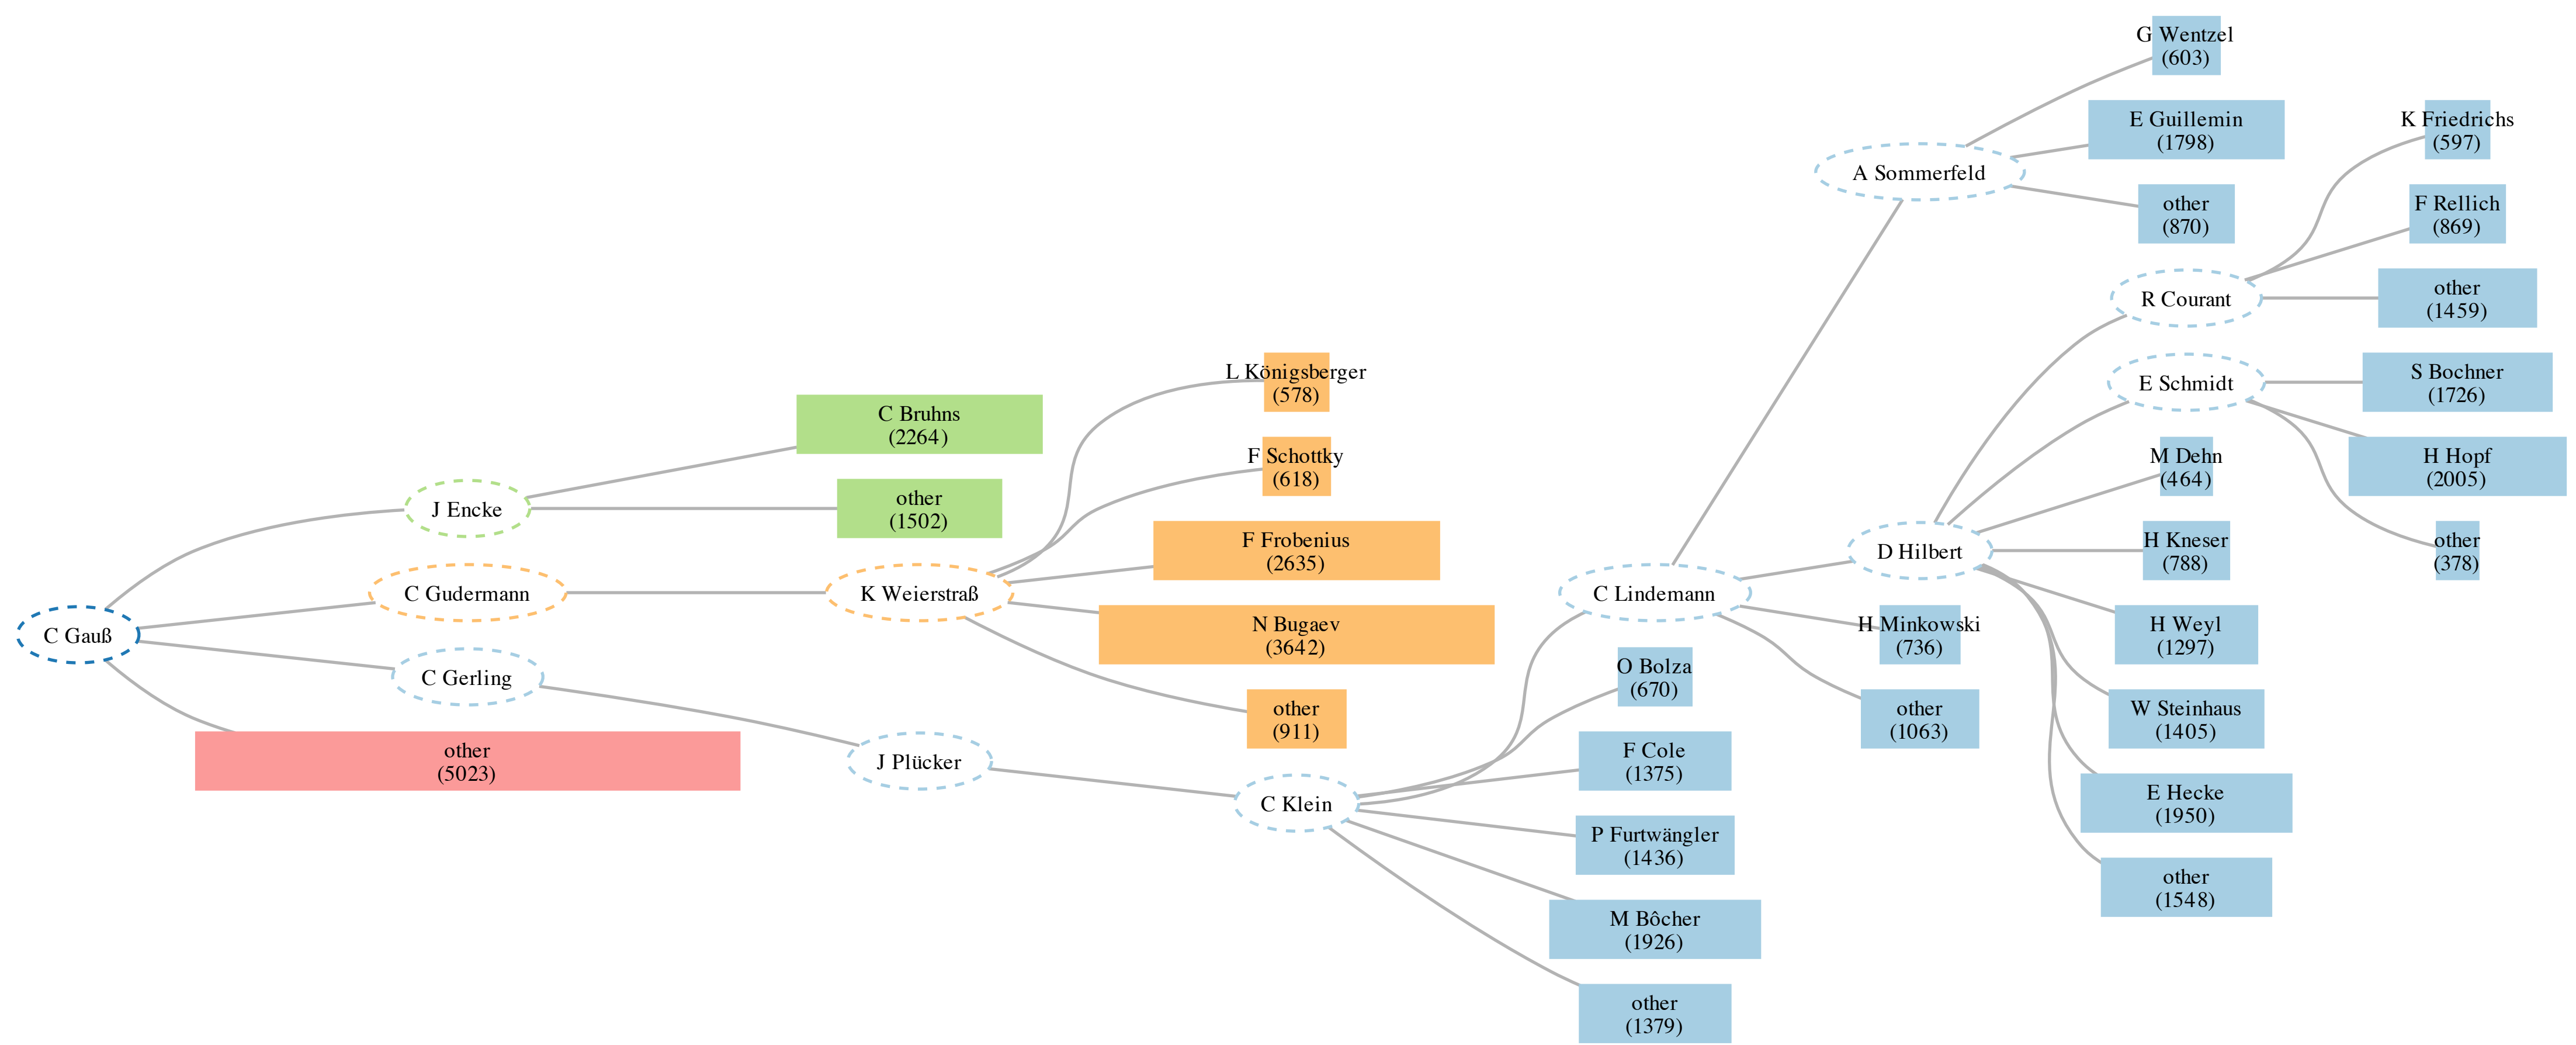 C Gauß
J Encke
C Gudermann
C Gerling
other
(5023)
C Bruhns
(2264)
other
(1502)
K Weierstraß
J Plücker
L Königsberger
(578)
F Schottky
(618)
F Frobenius
(2635)
N Bugaev
(3642)
other
(911)
C Klein
C Lindemann
O Bolza
(670)
F Cole
(1375)
P Furtwängler
(1436)
M Bôcher
(1926)
other
(1379)
A Sommerfeld
D Hilbert
H Minkowski
(736)
other
(1063)
G Wentzel
(603)
E Guillemin
(1798)
other
(870)
R Courant
E Schmidt
M Dehn
(464)
H Kneser
(788)
H Weyl
(1297)
W Steinhaus
(1405)
E Hecke
(1950)
other
(1548)
K Friedrichs
(597)
F Rellich
(869)
other
(1459)
S Bochner
(1726)
H Hopf
(2005)
other
(378)